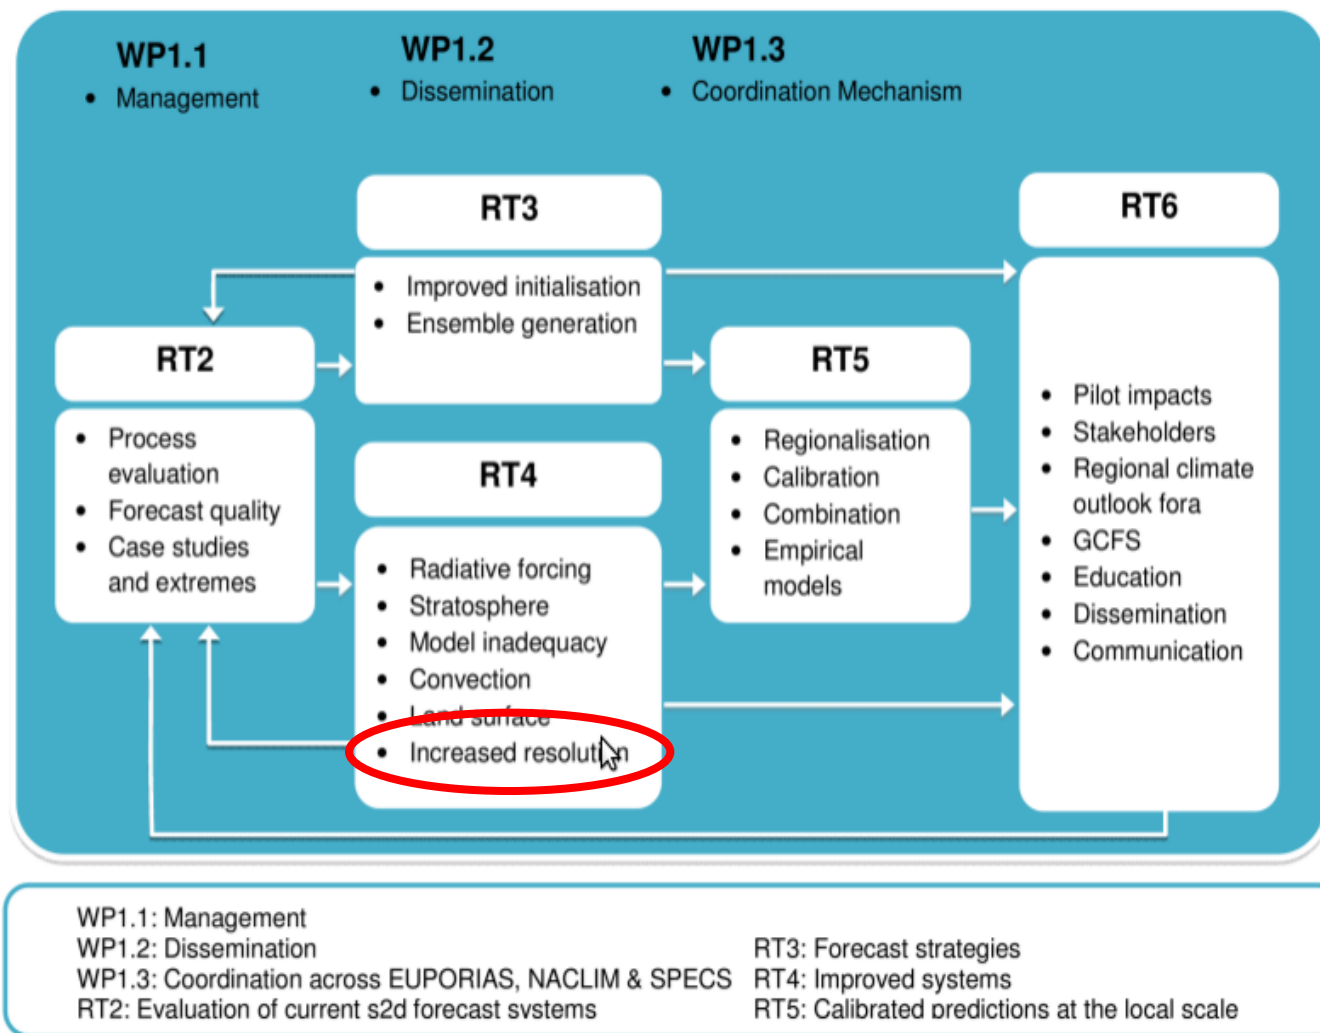 WP1.1
• Management
WP1.2
• Dissemination
WP1.3
• Coordination Mechanism
RT3
• Improved initialisation
• Ensemble generation
RT6
• Pilot impacts
• Stakeholders
• Regional climate
outlook fora
• GCFS
• Education
• Dissemination
• Communication
RT2
• Process
evaluation
• Forecast quality
• Case studies
and extremes
RT5
• Regionalisation
• Calibration
• Combination
• Empirical
models
RT4
• Radiative forcing
• Stratosphere
• Model inadequacy
• Convection
• Land surface
• Increased resolution
WP1.1: Management
WP1.2: Dissemination
WP1.3: Coordination across EUPORIAS, NACLIM & SPECS
RT2: Evaluation of current s2d forecast systems
RT3: Forecast strategies
RT4: Improved systems
RT5: Calibrated predictions at the local scale